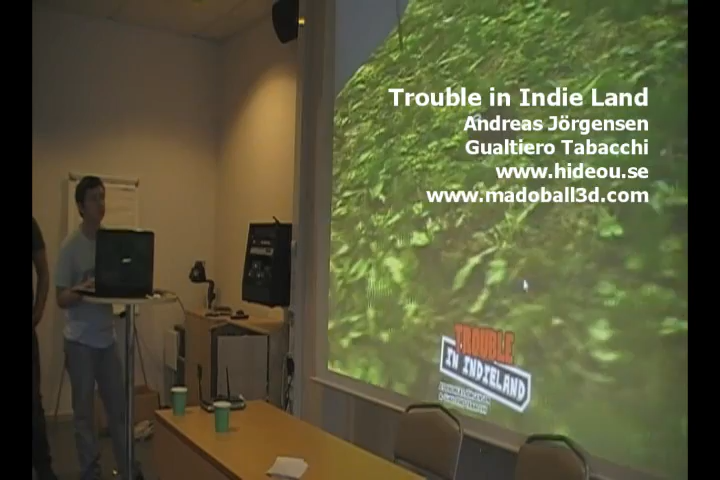 Trouble in Indie Land
Andreas Jörgensen
Gualtiero Tabacchi
www.hideou.se
www.madoball3d.com
TROUBLE
IN INDIELAND